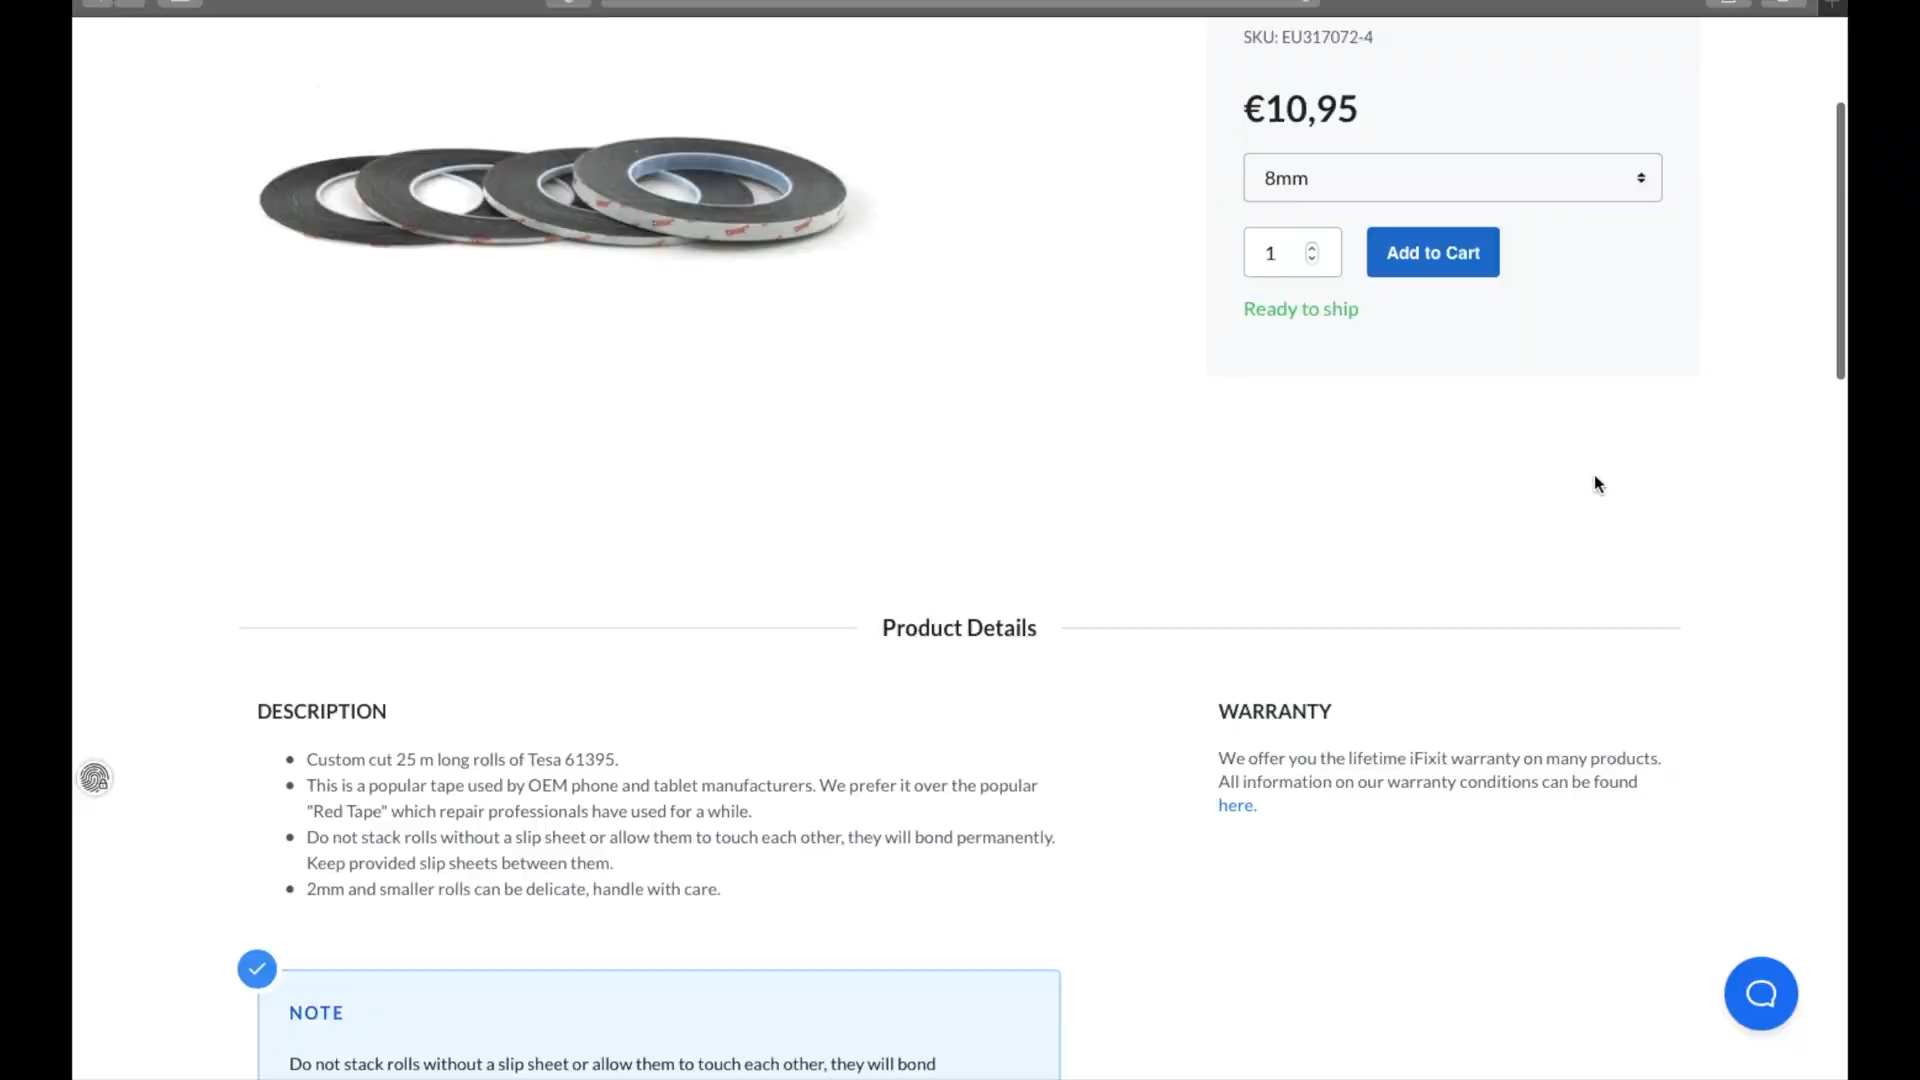 SKU: EU317072-4
€10,95
8mm
1
Add to Cart
Ready to ship
Product Details
DESCRIPTION
Custom cut 25 m long rolls of Tesa 61395.
This is a popular tape used by OEM phone and tablet manufacturers. We prefer it over the popular
"Red Tape" which repair professionals have used for a while.
Do not stack rolls without a slip sheet or allow them to touch each other, they will bond permanently.
Keep provided slip sheets between them.
2mm and smaller rolls can be delicate, handle with care.
WARRANTY
We offer you the lifetime iFixit warranty on many products.
All information on our warranty conditions can be found
here.
NOTE
Do not stack rolls without a slip sheet or allow them to touch each other, they will bond